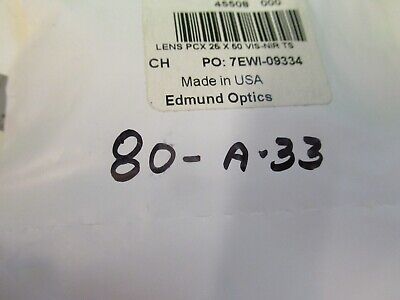 45508 000
LENS PCX 25 X 50 VIS-NIR TS
CH PO: 7EWI-09334
Made in USA
Edmund Optics
80-A-33